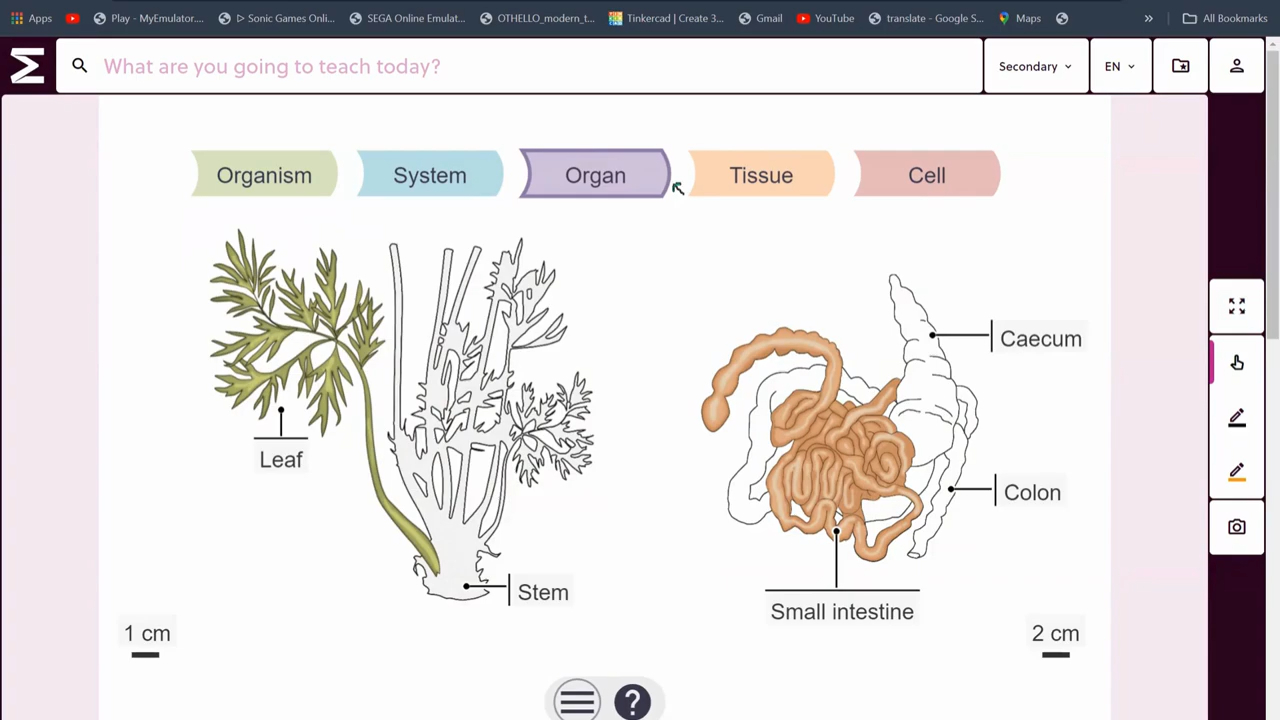 Apps
Play - MyEmulator....
▷ Sonic Games Onli...
SEGA Online Emulat...
OTHELLO_modern_t...
Tinkercad | Create 3...
Gmail
YouTube
translate - Google S...
Maps
»
All Bookmarks
What are you going to teach today?
Secondary
EN
Organism
System
Organ
Tissue
Cell
Caecum
Leaf
Colon
Stem
Small intestine
1 cm
2 cm
?